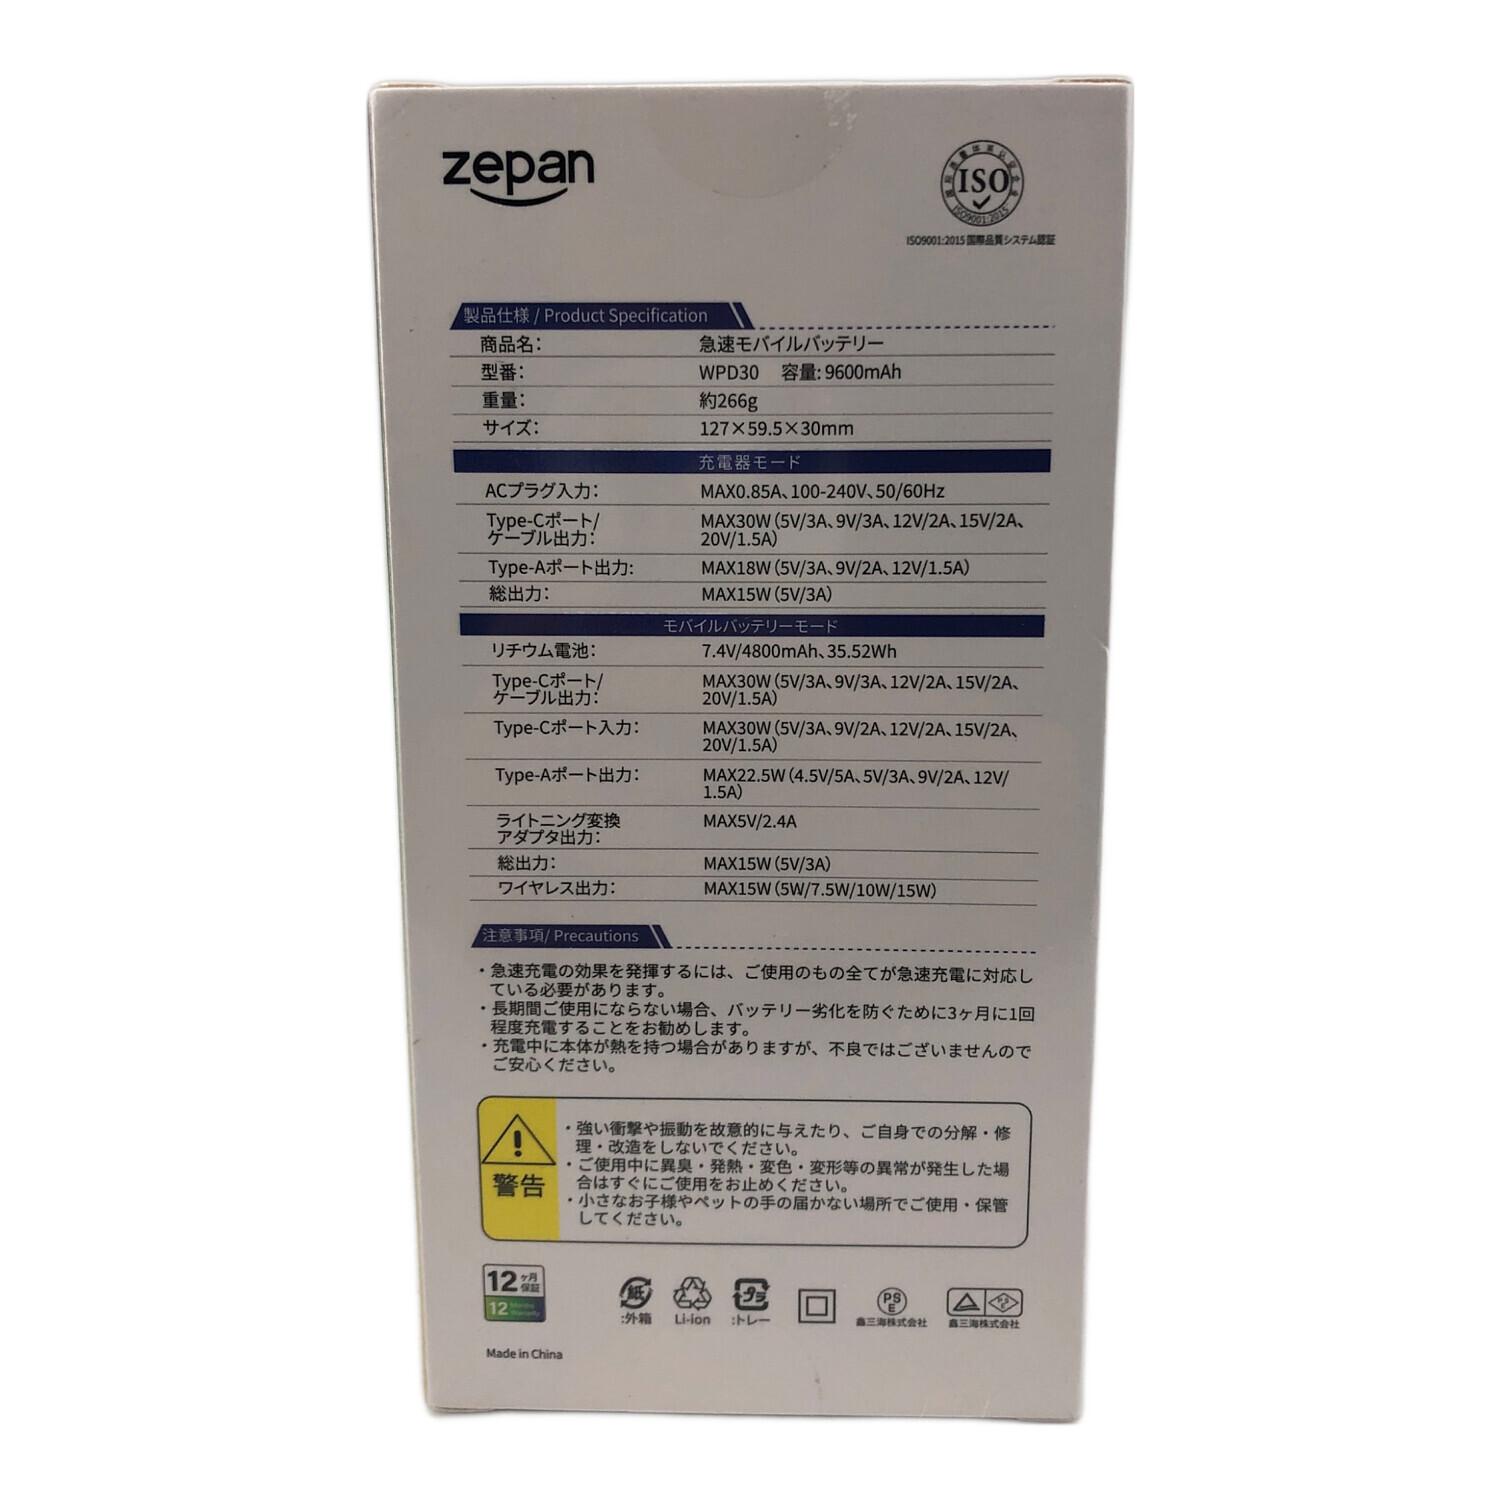 zepan
ISO
ISO9001:2015
ISO9001:2015 国際品質システム認証
製品仕様 / Product Specification
商品名: 急速モバイルバッテリー
型番: WPD30 容量: 9600mAh
重量: 約266g
サイズ: 127×59.5×30mm
充電器モード
ACプラグ入力: MAX0.85A、100-240V、50/60Hz
Type-Cポート/ MAX30W(5V/3A、9V/3A、12V/2A、15V/2A、
ケーブル出力: 20V/1.5A)
Type-Aポート出力: MAX18W(5V/3A、9V/2A、12V/1.5A)
総出力: MAX15W(5V/3A)
モバイルバッテリーモード
リチウム電池: 7.4V/4800mAh、35.52Wh
Type-Cポート/ MAX30W(5V/3A、9V/3A、12V/2A、15V/2A、
ケーブル出力: 20V/1.5A)
Type-Cポート入力: MAX30W(5V/3A、9V/2A、12V/2A、15V/2A、
20V/1.5A)
Type-Aポート出力: MAX22.5W(4.5V/5A、5V/3A、9V/2A、12V/
1.5A)
ライトニング変換 MAX5V/2.4A
アダプタ出力:
総出力: MAX15W(5V/3A)
ワイヤレス出力: MAX15W(5W/7.5W/10W/15W)
注意事項/ Precautions
・急速充電の効果を発揮するには、ご使用のもの全てが急速充電に対応し
ている必要があります。
・長期間ご使用にならない場合、バッテリー劣化を防ぐために3ヶ月に1回
程度充電することをお勧めします。
・充電中に本体が熱を持つ場合がありますが、不良ではございませんので
ご安心ください。
警告
・強い衝撃や振動を故意的に与えたり、ご自身での分解・修
理・改造をしないでください。
・ご使用中に異臭・発熱・変色・変形等の異常が発生した場
合はすぐにご使用をお止めください。
・小さなお子様やペットの手の届かない場所でご使用・保管
してください。
12ヶ月保証
12 Months Warranty
紙 プラ PSE PSE
:外箱 Li-ion :トレー 鑫三海株式会社 鑫三海株式会社
Made in China